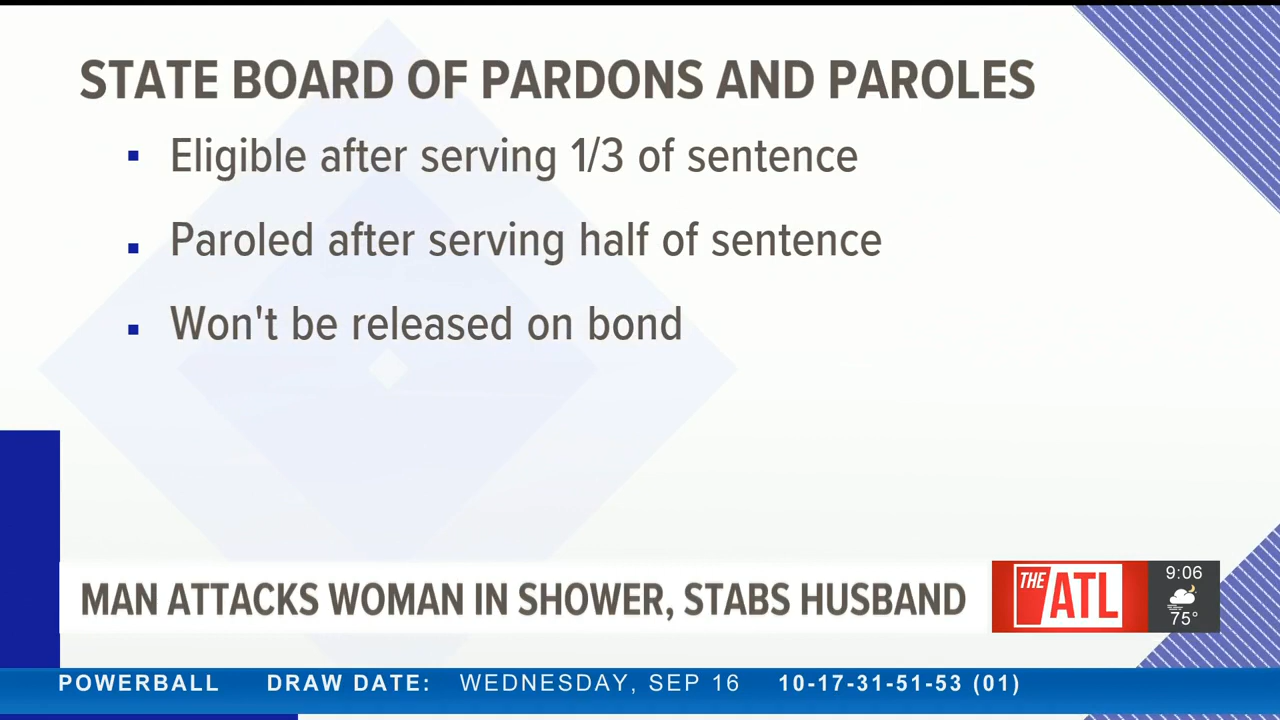 STATE BOARD OF PARDONS AND PAROLES
Eligible after serving 1/3 of sentence
Paroled after serving half of sentence
Won't be released on bond
MAN ATTACKS WOMAN IN SHOWER, STABS HUSBAND
THE ATL
9:06
75°
POWERBALL DRAW DATE: WEDNESDAY, SEP 16 10-17-31-51-53 (01)